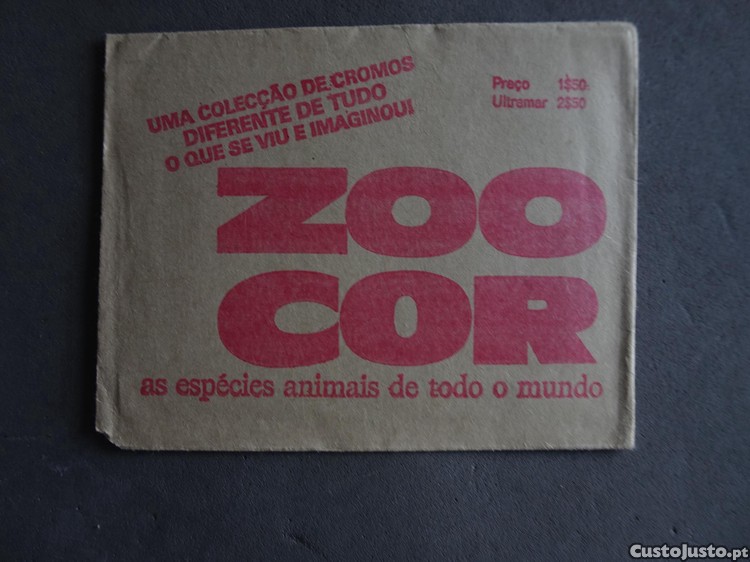 UMA COLECÇÃO DE CROMOS
DIFERENTE DE TUDO
O QUE SE VIU E IMAGINOU!
Preço 1$50
Ultramar 2$50
ZOO
COR
as espécies animais de todo o mundo
CustoJusto.pt